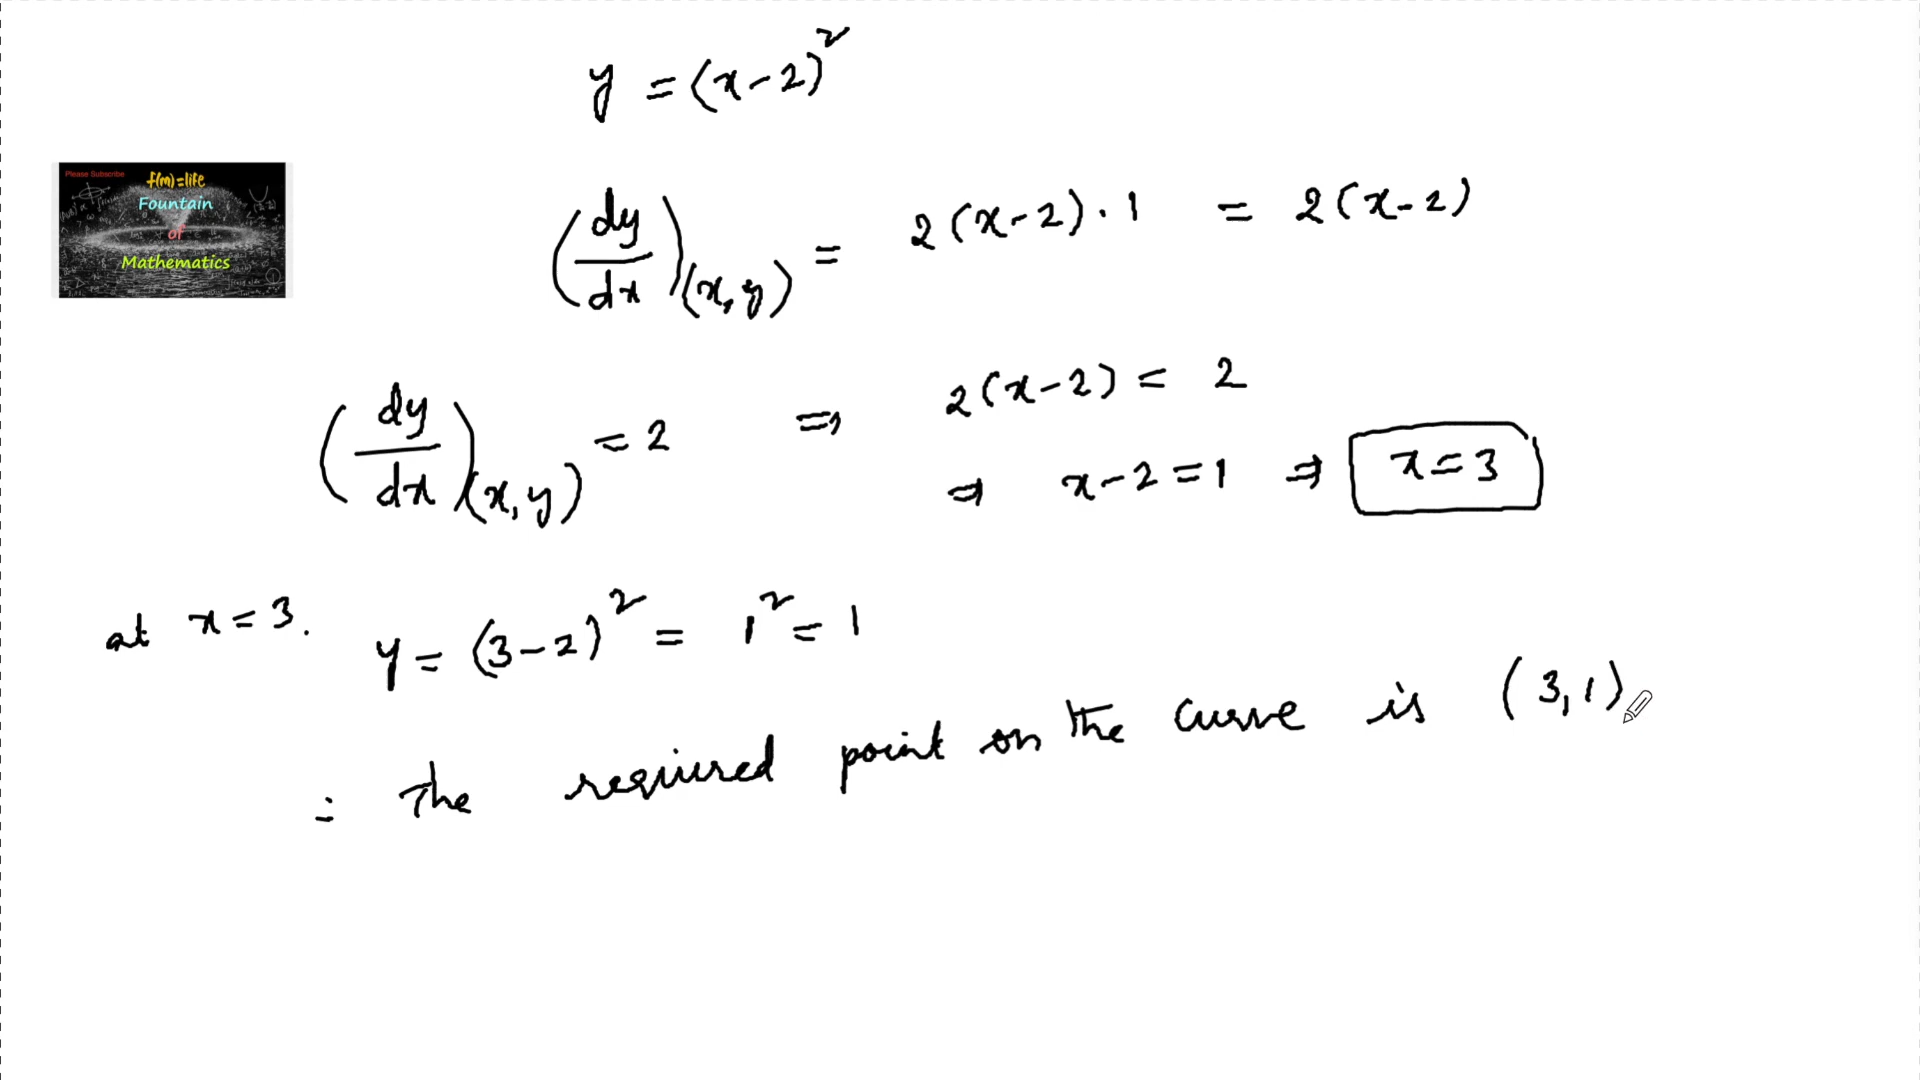 y = (x-2)²
Please Subscribe
f(m)=life
Fountain
of
Mathematics
(dy/dx)(x,y) = 2(x-2)·1 = 2(x-2)
(dy/dx)(x,y) = 2 ⇒ 2(x-2) = 2
⇒ x-2 = 1 ⇒ x = 3
at x = 3. y = (3-2)² = 1² = 1
∴ The required point on the curve is (3,1)